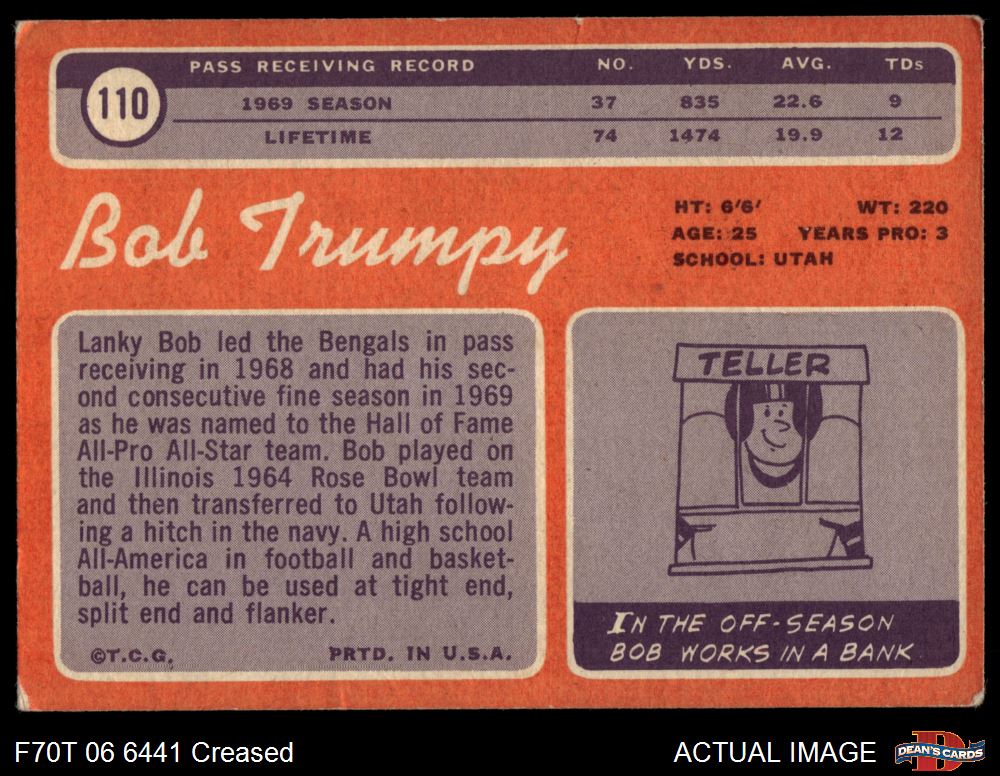 110
PASS RECEIVING RECORD NO. YDS. AVG. TDs
1969 SEASON 37 835 22.6 9
LIFETIME 74 1474 19.9 12
Bob Trumpy
HT: 6'6' WT: 220
AGE: 25 YEARS PRO: 3
SCHOOL: UTAH
Lanky Bob led the Bengals in pass
receiving in 1968 and had his sec-
ond consecutive fine season in 1969
as he was named to the Hall of Fame
All-Pro All-Star team. Bob played on
the Illinois 1964 Rose Bowl team
and then transferred to Utah follow-
ing a hitch in the navy. A high school
All-America in football and basket-
ball, he can be used at tight end,
split end and flanker.
©T.C.G. PRTD. IN U.S.A.
TELLER
IN THE OFF-SEASON
BOB WORKS IN A BANK
F70T 06 6441 Creased
ACTUAL IMAGE
D
DEAN'S CARDS